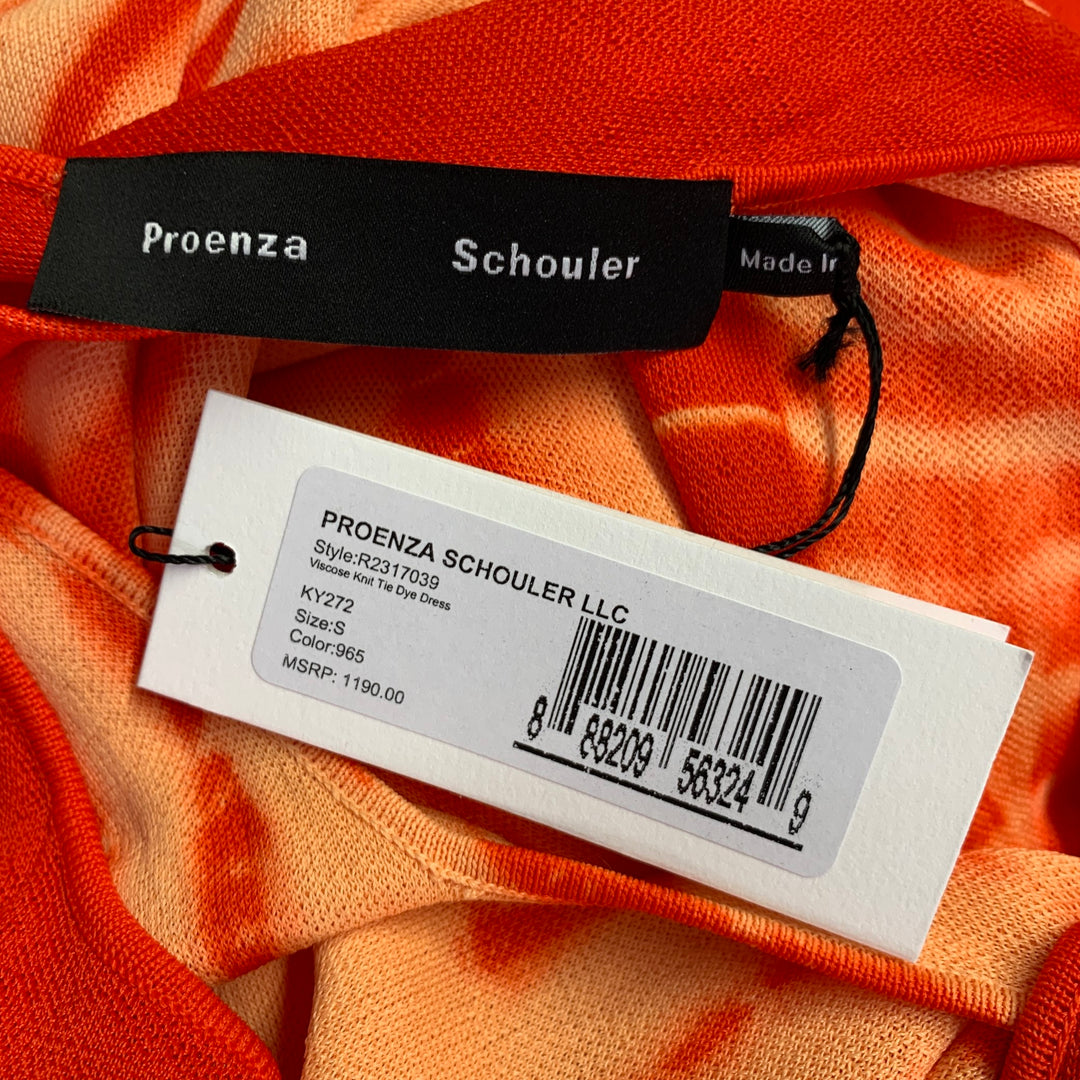 Proenza Schouler
Made In
PROENZA SCHOULER LLC
Style:R2317039
Viscose Knit Tie Dye Dress
KY272
Size:S
Color:965
MSRP: 1190.00
8 88209 56324 9